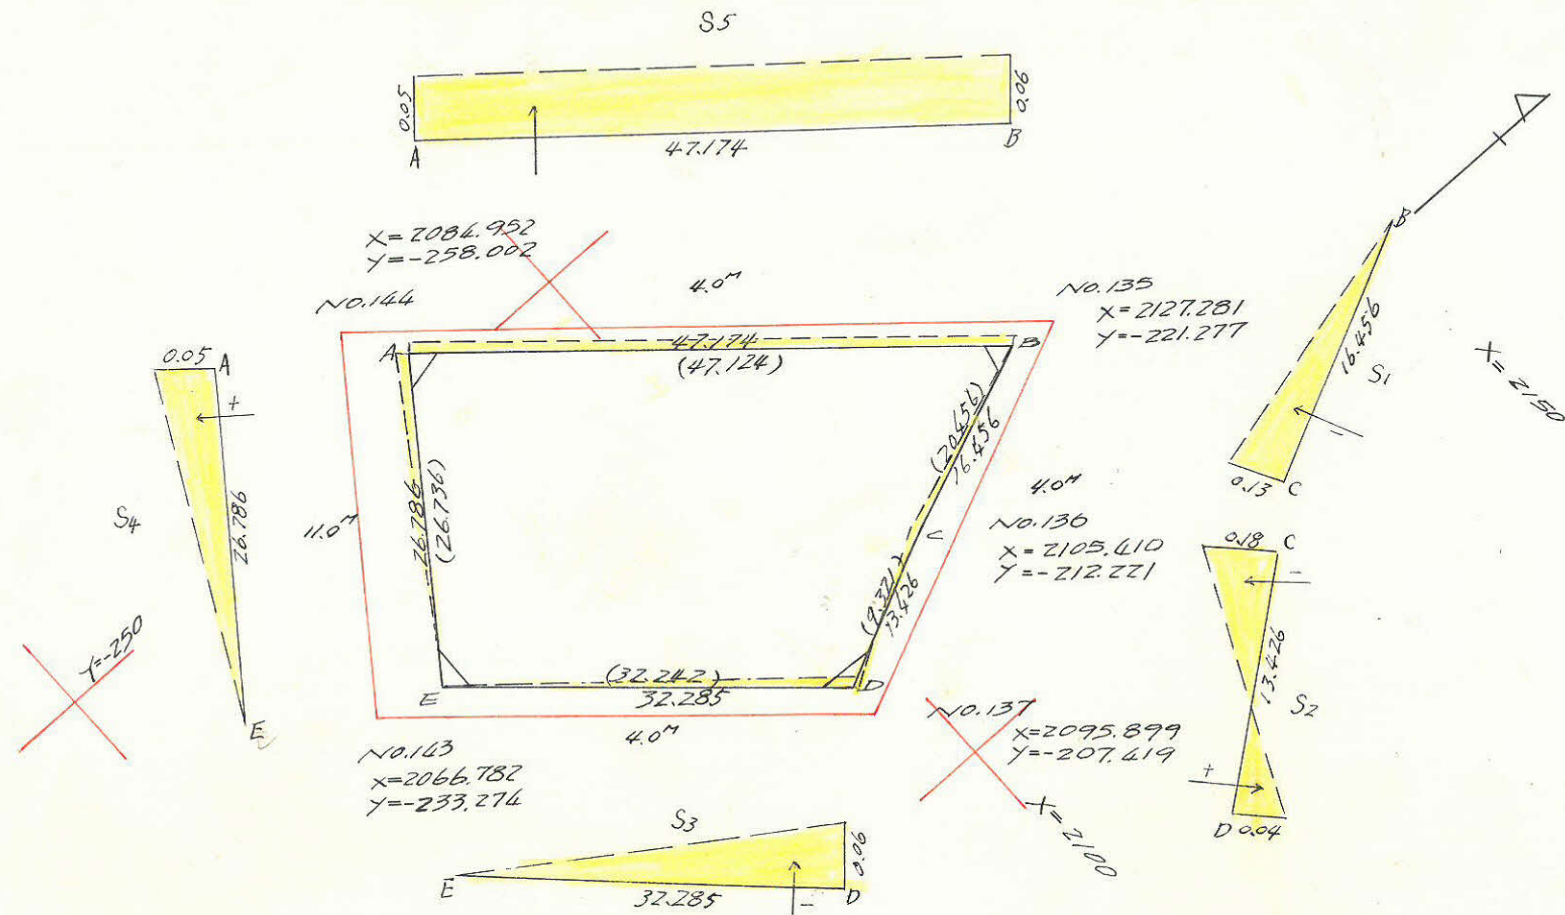 S5
0.05
0.06
A
47.174
B
X=2084.952
Y=-258.002
No.144
4.0ᵐ
No.135
X=2127.281
Y=-221.277
B
16.456
S1
0.13
C
X=2150
0.05
A
+
26.786
S4
E
A
47.174
(47.124)
B
(20.456)
16.456
C
(9.321)
13.426
11.0ᵐ
26.786
(26.736)
4.0ᵐ
No.136
X=2105.410
Y=-212.221
0.18
C
-
13.426
S2
+
D
0.04
Y=-250
(32.242)
E
32.285
D
4.0ᵐ
No.137
X=2095.899
Y=-207.419
X=2100
No.143
X=2066.782
Y=-233.274
S3
0.06
E
32.285
-
D
-